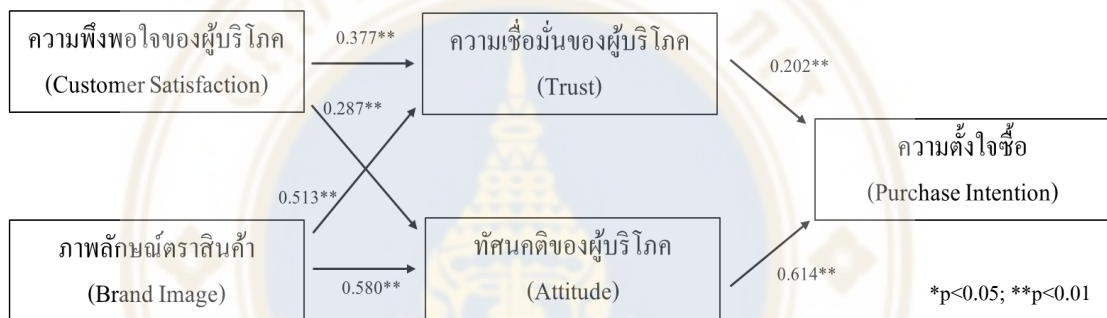 ความพึงพอใจของผู้บริโภค
(Customer Satisfaction)
0.377**
ความเชื่อมั่นของผู้บริโภค
(Trust)
0.202**
0.287**
ความตั้งใจซื้อ
(Purchase Intention)
0.513**
ภาพลักษณ์ตราสินค้า
(Brand Image)
0.580**
ทัศนคติของผู้บริโภค
(Attitude)
0.614**
*p<0.05; **p<0.01